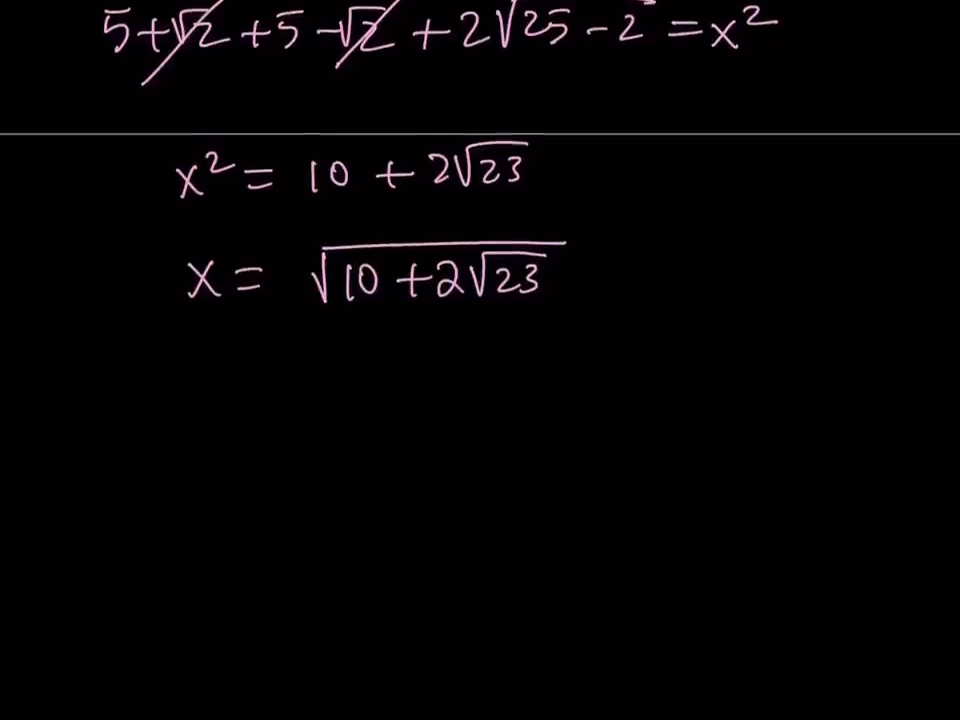 5+√2 +5 -√2 +2√25-2 = x²
x² = 10 + 2√23
x = √10 +2√23